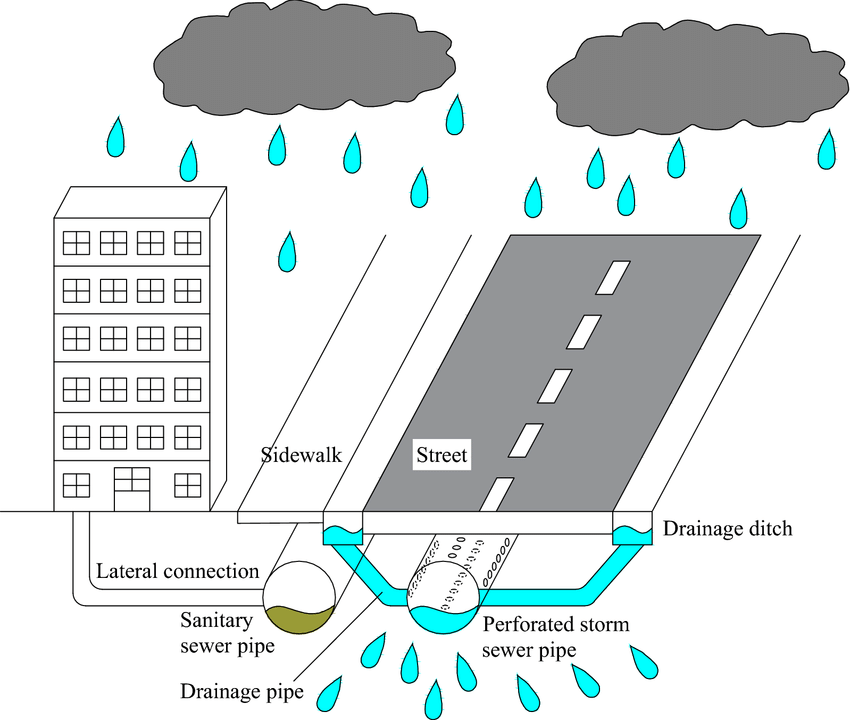 Sidewalk
Street
Drainage ditch
Lateral connection
Sanitary
sewer pipe
Perforated storm
sewer pipe
Drainage pipe